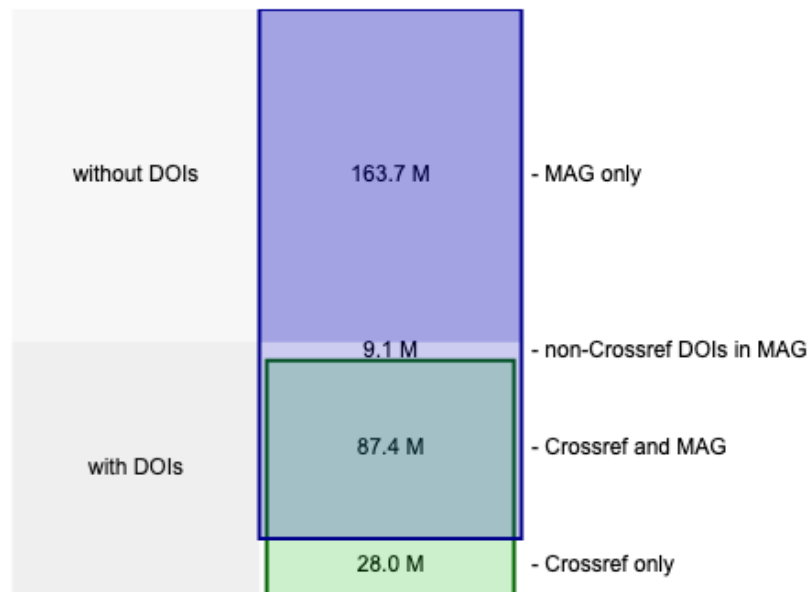 without DOIs 163.7 M - MAG only
9.1 M - non-Crossref DOIs in MAG
87.4 M - Crossref and MAG
with DOIs
28.0 M - Crossref only